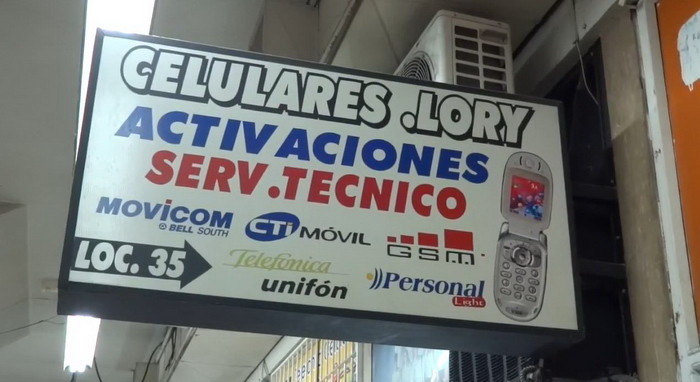 CELULARES .LORY
ACTIVACIONES
SERV.TECNICO
MOVICOM
BELL SOUTH
CTi MÓVIL
GSM
LOC. 35
Telefónica
unifón
Personal
Light